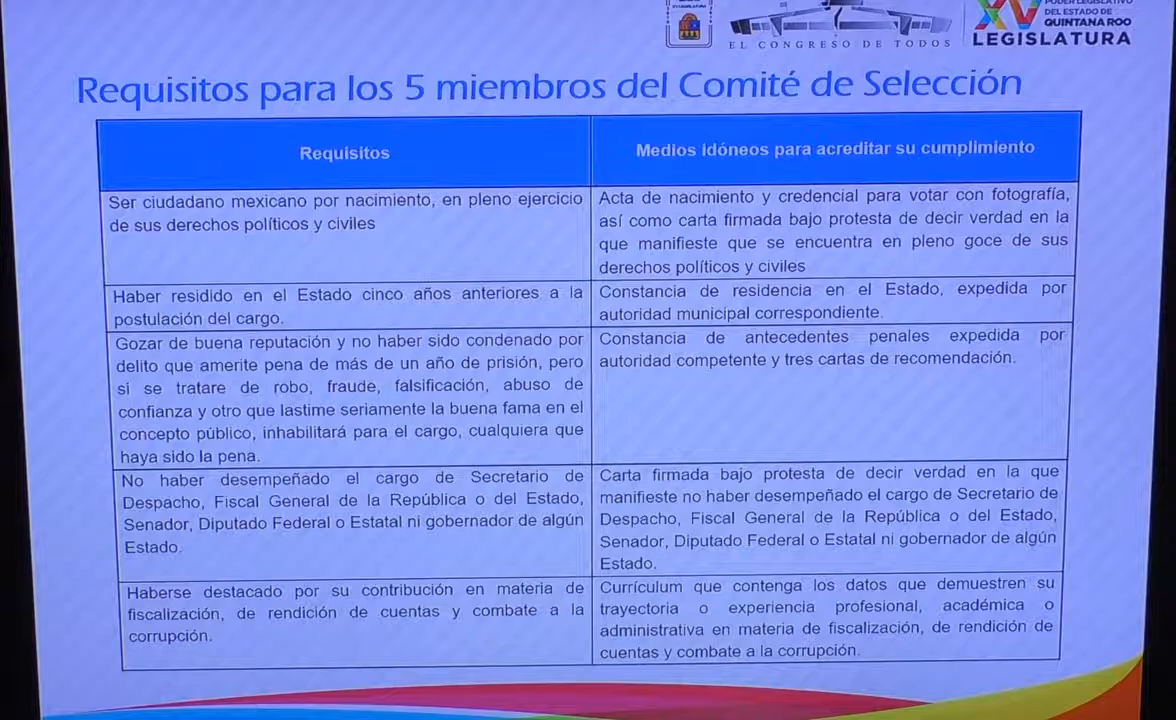 DEL ESTADO DE
QUINTANA ROO
EL CONGRESO DE TODOS
LEGISLATURA
Requisitos para los 5 miembros del Comité de Selección
Requisitos
Medios idóneos para acreditar su cumplimiento
Ser ciudadano mexicano por nacimiento, en pleno ejercicio
de sus derechos políticos y civiles
Acta de nacimiento y credencial para votar con fotografía,
así como carta firmada bajo protesta de decir verdad en la
que manifieste que se encuentra en pleno goce de sus
derechos políticos y civiles
Haber residido en el Estado cinco años anteriores a la
postulación del cargo.
Constancia de residencia en el Estado, expedida por
autoridad municipal correspondiente.
Gozar de buena reputación y no haber sido condenado por
delito que amerite pena de más de un año de prisión, pero
si se tratare de robo, fraude, falsificación, abuso de
confianza y otro que lastime seriamente la buena fama en el
concepto público, inhabilitará para el cargo, cualquiera que
haya sido la pena.
Constancia de antecedentes penales expedida por
autoridad competente y tres cartas de recomendación.
No haber desempeñado el cargo de Secretario de
Despacho, Fiscal General de la República o del Estado,
Senador, Diputado Federal o Estatal ni gobernador de algún
Estado.
Carta firmada bajo protesta de decir verdad en la que
manifieste no haber desempeñado el cargo de Secretario de
Despacho, Fiscal General de la República o del Estado,
Senador, Diputado Federal o Estatal ni gobernador de algún
Estado.
Haberse destacado por su contribución en materia de
fiscalización, de rendición de cuentas y combate a la
corrupción.
Currículum que contenga los datos que demuestren su
trayectoria o experiencia profesional, académica o
administrativa en materia de fiscalización, de rendición de
cuentas y combate a la corrupción.